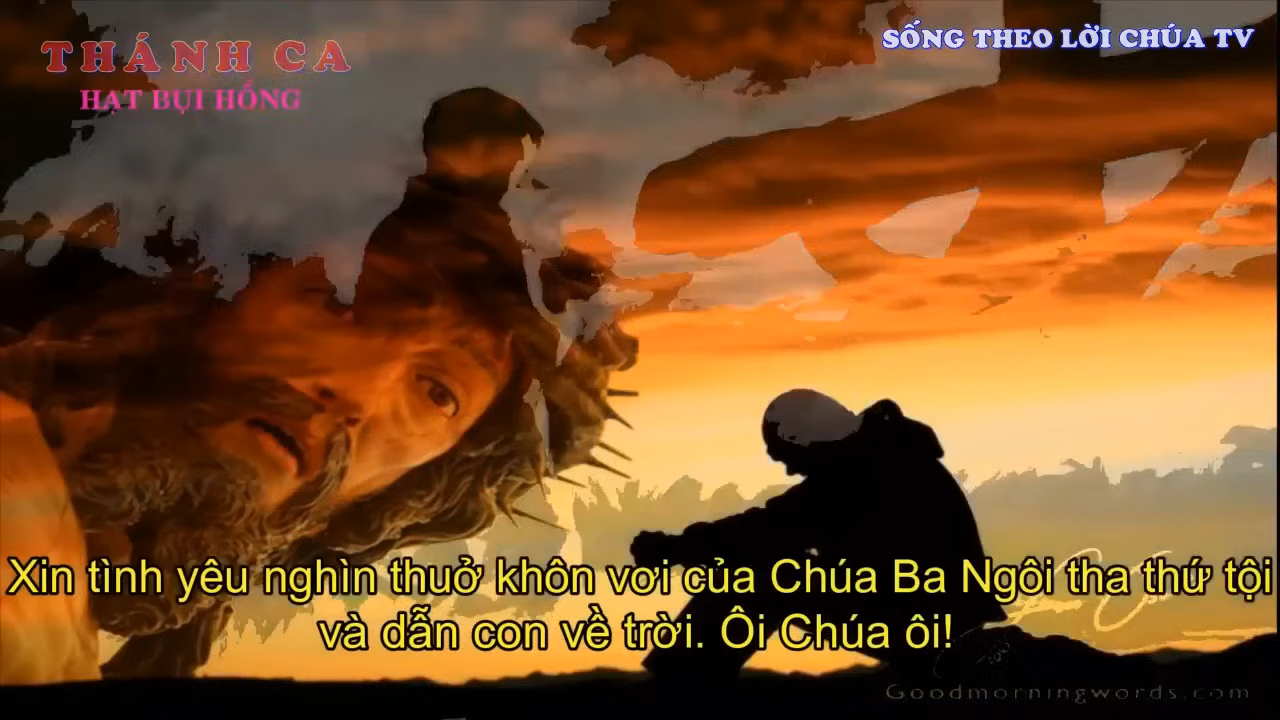 THÁNH CA
HẠT BỤI HỒNG
SỐNG THEO LỜI CHÚA TV
Xin tình yêu nghìn thuở khôn vơi của Chúa Ba Ngôi tha thứ tội
và dẫn con về trời. Ôi Chúa ôi!
Goodmorningwords.com